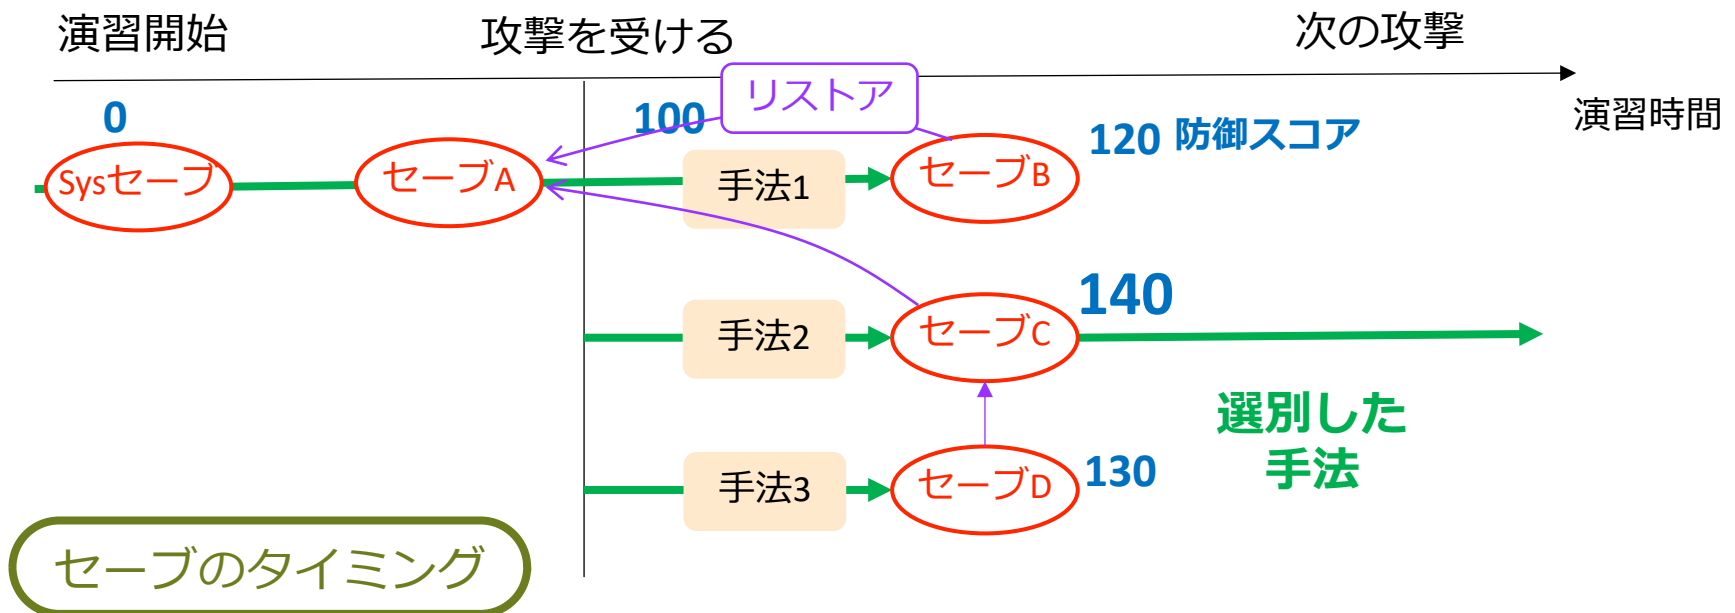 演習開始
攻撃を受ける
次の攻撃
リストア
演習時間
0
100
120 防御スコア
Sysセーブ
セーブA
手法1
セーブB
140
手法2
セーブC
選別した
手法
手法3
セーブD
130
セーブのタイミング